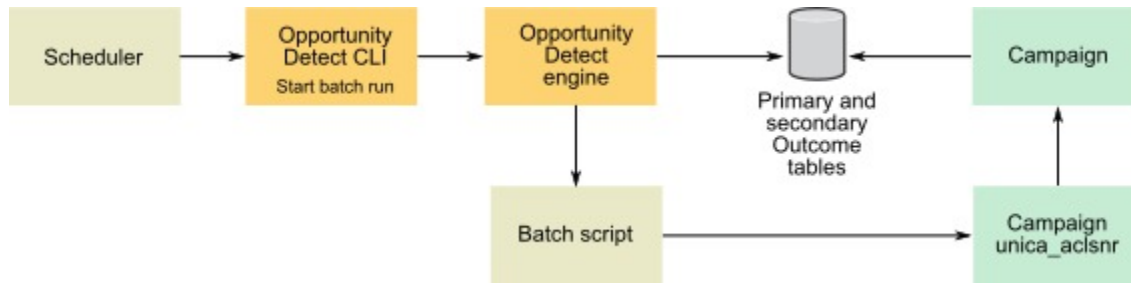 Scheduler
Opportunity
Detect CLI
Start batch run
Opportunity
Detect
engine
Primary and
secondary
Outcome
tables
Campaign
Batch script
Campaign
unica_aclsnr